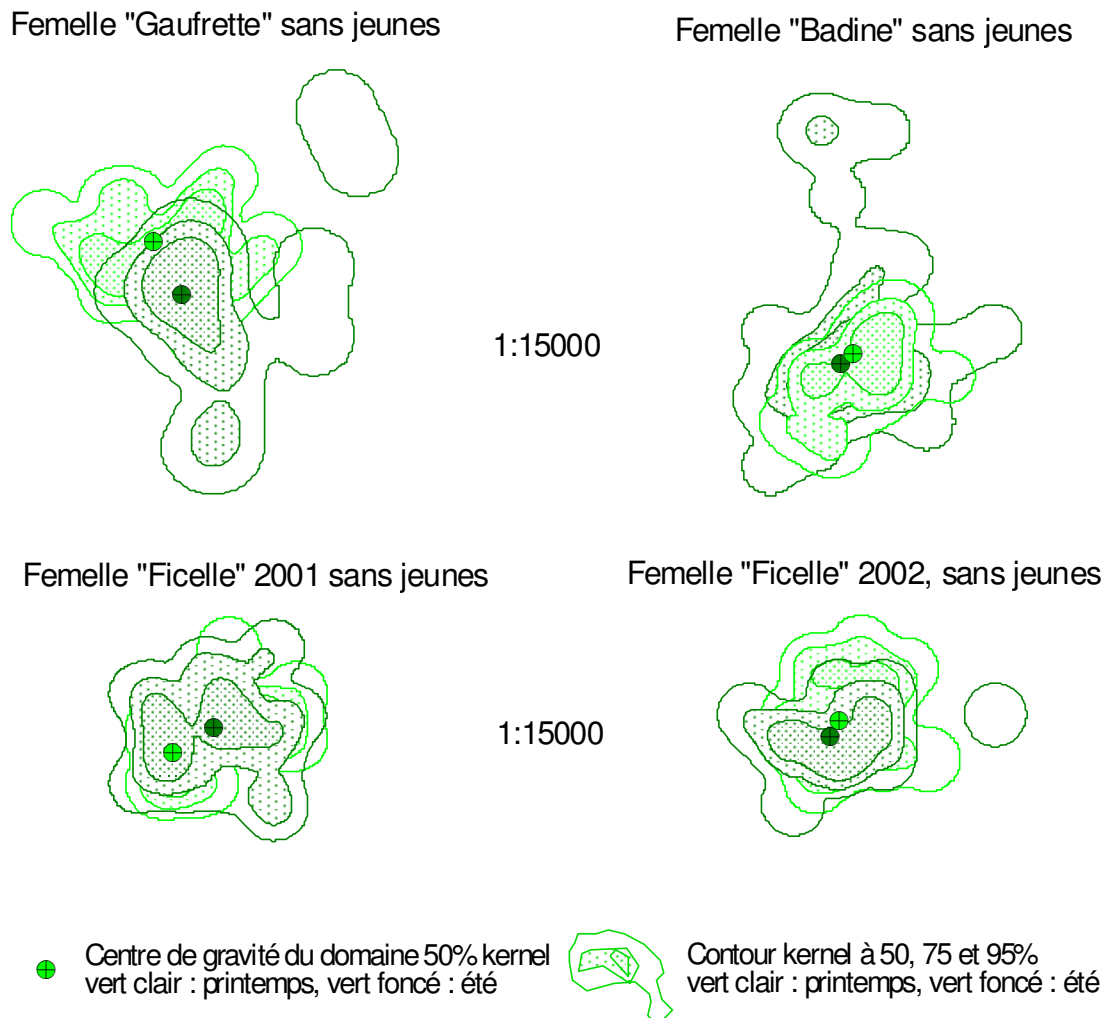 Femelle "Gaufrette" sans jeunes
Femelle "Badine" sans jeunes
1:15000
Femelle "Ficelle" 2001 sans jeunes
Femelle "Ficelle" 2002, sans jeunes
1:15000
Centre de gravité du domaine 50% kernel
vert clair : printemps, vert foncé : été
Contour kernel à 50, 75 et 95%
vert clair : printemps, vert foncé : été